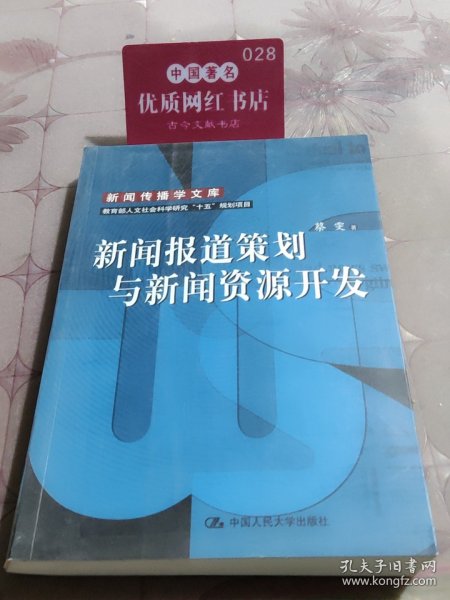 028
中国著名
优质网红书店
古今文献书店
新闻传播学文库
教育部人文社会科学研究“十五”规划项目
蔡 雯 著
新闻报道策划
与新闻资源开发
中国人民大学出版社
孔夫子旧书网
www.kongfz.com